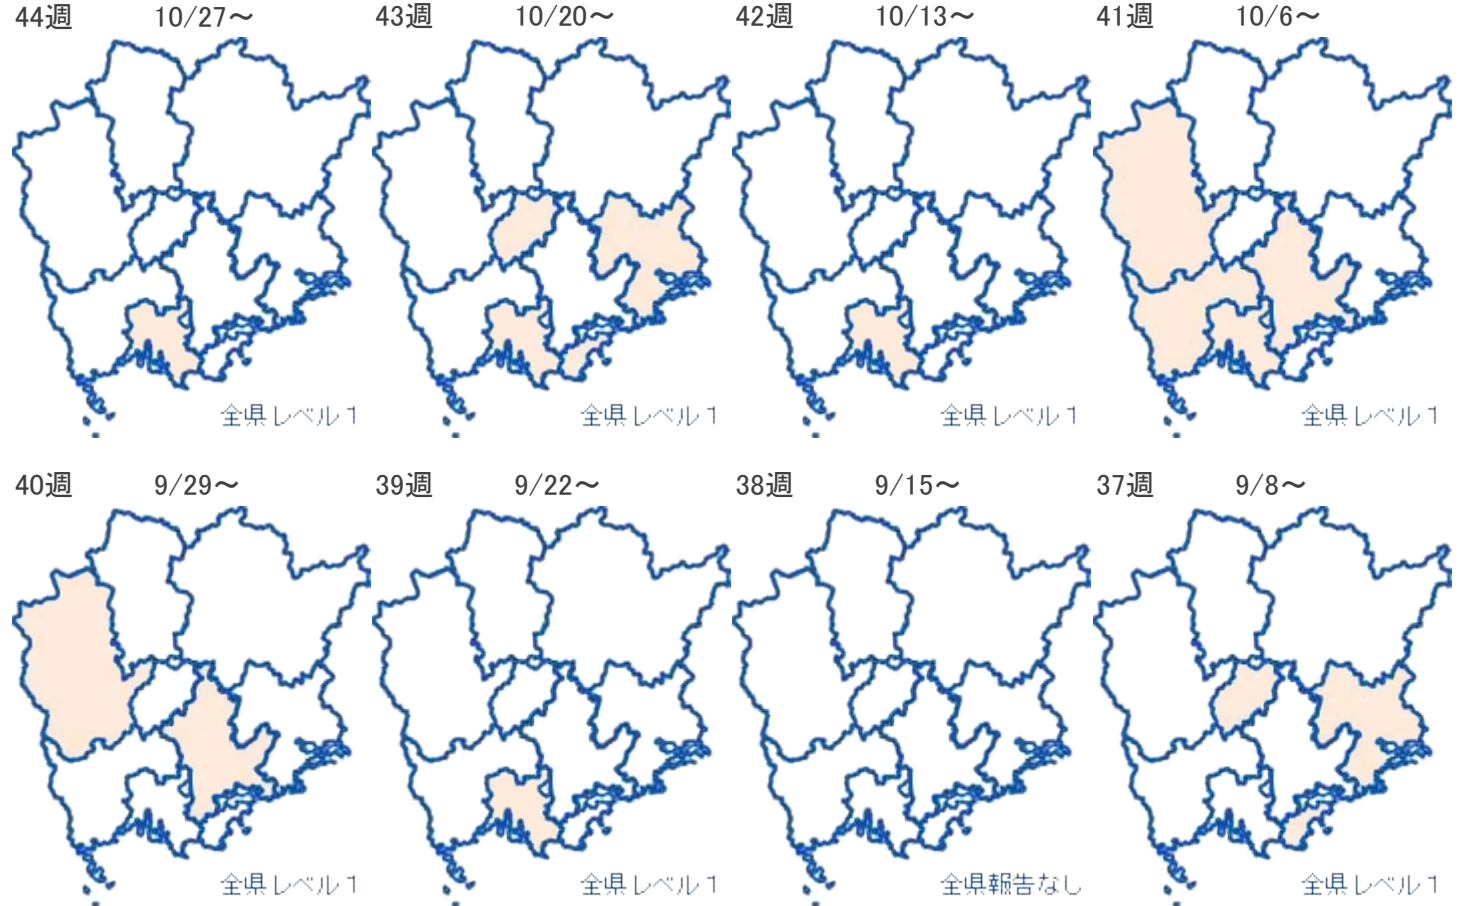 44週 10/27～ 43週 10/20～ 42週 10/13～ 41週 10/6～
全県レベル1 全県レベル1 全県レベル1 全県レベル1
40週 9/29～ 39週 9/22～ 38週 9/15～ 37週 9/8～
全県レベル1 全県レベル1 全県報告なし 全県レベル1